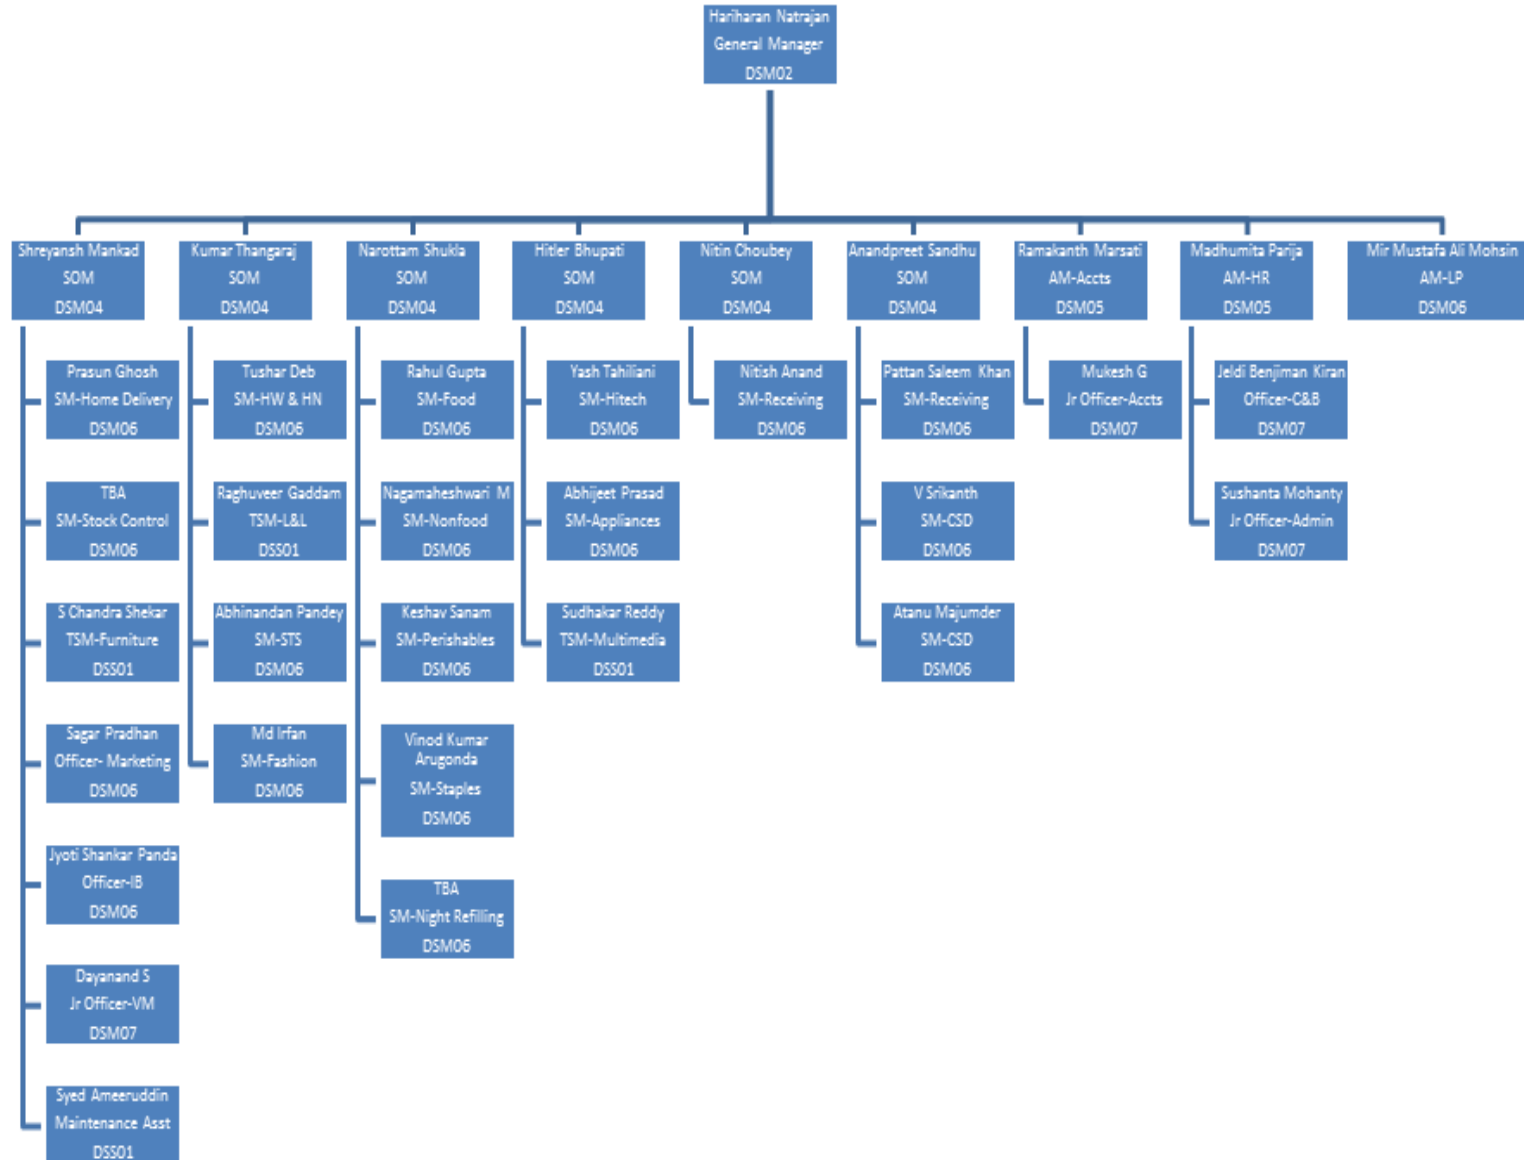 Hariharan Natrajan
General Manager
DSM02
Shreyansh Mankad
SOM
DSM04
Kumar Thangaraj
SOM
DSM04
Narottam Shukla
SOM
DSM04
Hitler Bhupati
SOM
DSM04
Nitin Choubey
SOM
DSM04
Anandpreet Sandhu
SOM
DSM04
Ramakanth Marsati
AM-Accts
DSM05
Madhumita Parija
AM-HR
DSM05
Mir Mustafa Ali Mohsin
AM-LP
DSM06
Prasun Ghosh
SM-Home Delivery
DSM06
TBA
SM-Stock Control
DSM06
S Chandra Shekar
TSM-Furniture
DSS01
Sagar Pradhan
Officer- Marketing
DSM06
Jyoti Shankar Panda
Officer-IB
DSM06
Dayanand S
Jr Officer-VM
DSM07
Syed Ameeruddin
Maintenance Asst
DSS01
Tushar Deb
SM-HW & HN
DSM06
Raghuveer Gaddam
TSM-L&L
DSS01
Abhinandan Pandey
SM-STS
DSM06
Md Irfan
SM-Fashion
DSM06
Rahul Gupta
SM-Food
DSM06
Nagamaheshwari M
SM-Nonfood
DSM06
Keshav Sanam
SM-Perishables
DSM06
Vinod Kumar
Arugonda
SM-Staples
DSM06
TBA
SM-Night Refilling
DSM06
Yash Tahiliani
SM-Hitech
DSM06
Abhijeet Prasad
SM-Appliances
DSM06
Sudhakar Reddy
TSM-Multimedia
DSS01
Nitish Anand
SM-Receiving
DSM06
Pattan Saleem Khan
SM-Receiving
DSM06
V Srikanth
SM-CSD
DSM06
Atanu Majumder
SM-CSD
DSM06
Mukesh G
Jr Officer-Accts
DSM07
Jeldi Benjiman Kiran
Officer-C&B
DSM07
Sushanta Mohanty
Jr Officer-Admin
DSM07